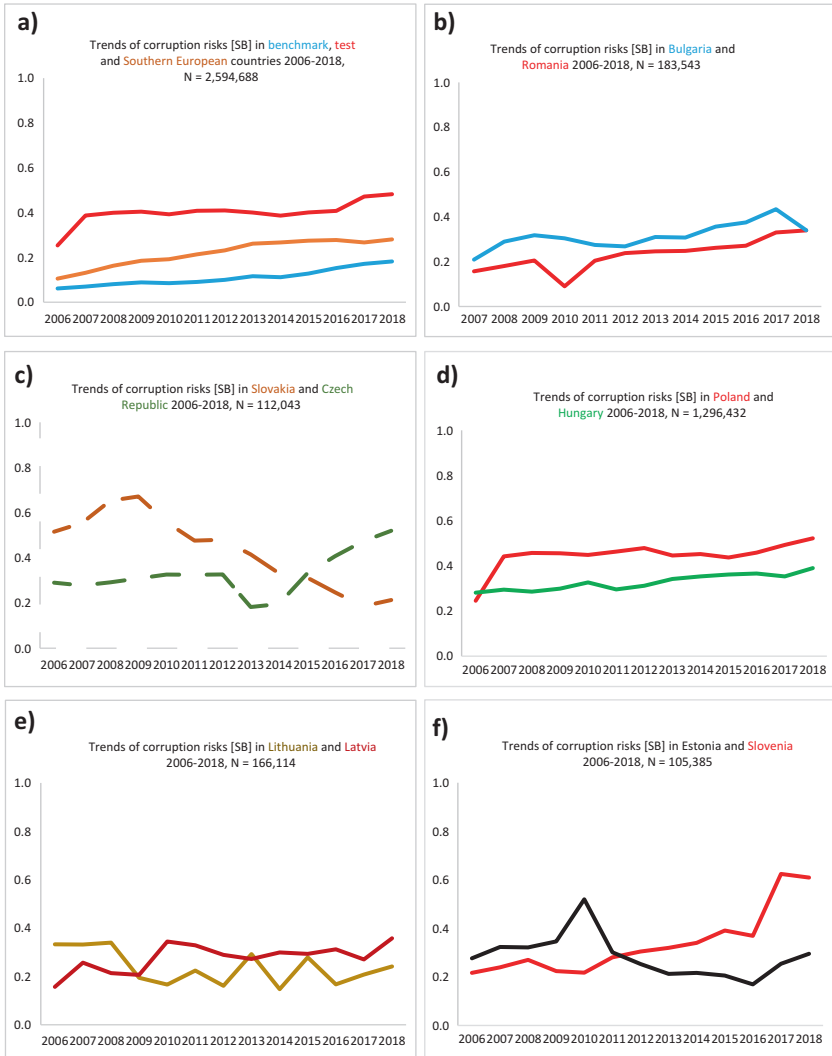 a)
Trends of corruption risks [SB] in benchmark, test
and Southern European countries 2006-2018,
N = 2,594,688
1.0
0.8
0.6
0.4
0.2
0.0
2006 2007 2008 2009 2010 2011 2012 2013 2014 2015 2016 2017 2018
b)
Trends of corruption risks [SB] in Bulgaria and
Romania 2006-2018, N = 183,543
1.0
0.8
0.6
0.4
0.2
0.0
2007 2008 2009 2010 2011 2012 2013 2014 2015 2016 2017 2018
c)
Trends of corruption risks [SB] in Slovakia and Czech
Republic 2006-2018, N = 112,043
1.0
0.8
0.6
0.4
0.2
0.0
2006 2007 2008 2009 2010 2011 2012 2013 2014 2015 2016 2017 2018
d)
Trends of corruption risks [SB] in Poland and
Hungary 2006-2018, N = 1,296,432
1.0
0.8
0.6
0.4
0.2
0.0
2006 2007 2008 2009 2010 2011 2012 2013 2014 2015 2016 2017 2018
e)
Trends of corruption risks [SB] in Lithuania and Latvia
2006-2018, N = 166,114
1.0
0.8
0.6
0.4
0.2
0.0
2006 2007 2008 2009 2010 2011 2012 2013 2014 2015 2016 2017 2018
f)
Trends of corruption risks [SB] in Estonia and Slovenia
2006-2018, N = 105,385
1.0
0.8
0.6
0.4
0.2
0.0
2006 2007 2008 2009 2010 2011 2012 2013 2014 2015 2016 2017 2018